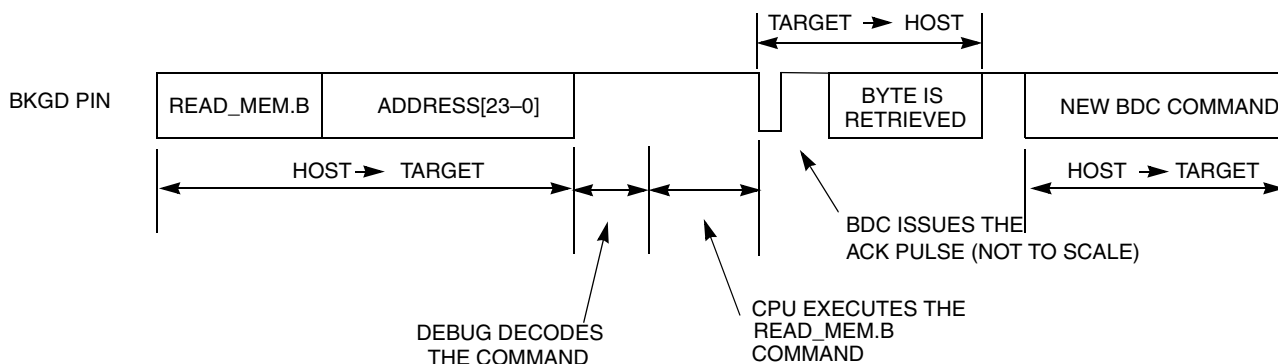 TARGET → HOST
BKGD PIN
READ_MEM.B
ADDRESS[23–0]
BYTE IS
RETRIEVED
NEW BDC COMMAND
HOST → TARGET
HOST → TARGET
BDC ISSUES THE
ACK PULSE (NOT TO SCALE)
DEBUG DECODES
THE COMMAND
CPU EXECUTES THE
READ_MEM.B
COMMAND